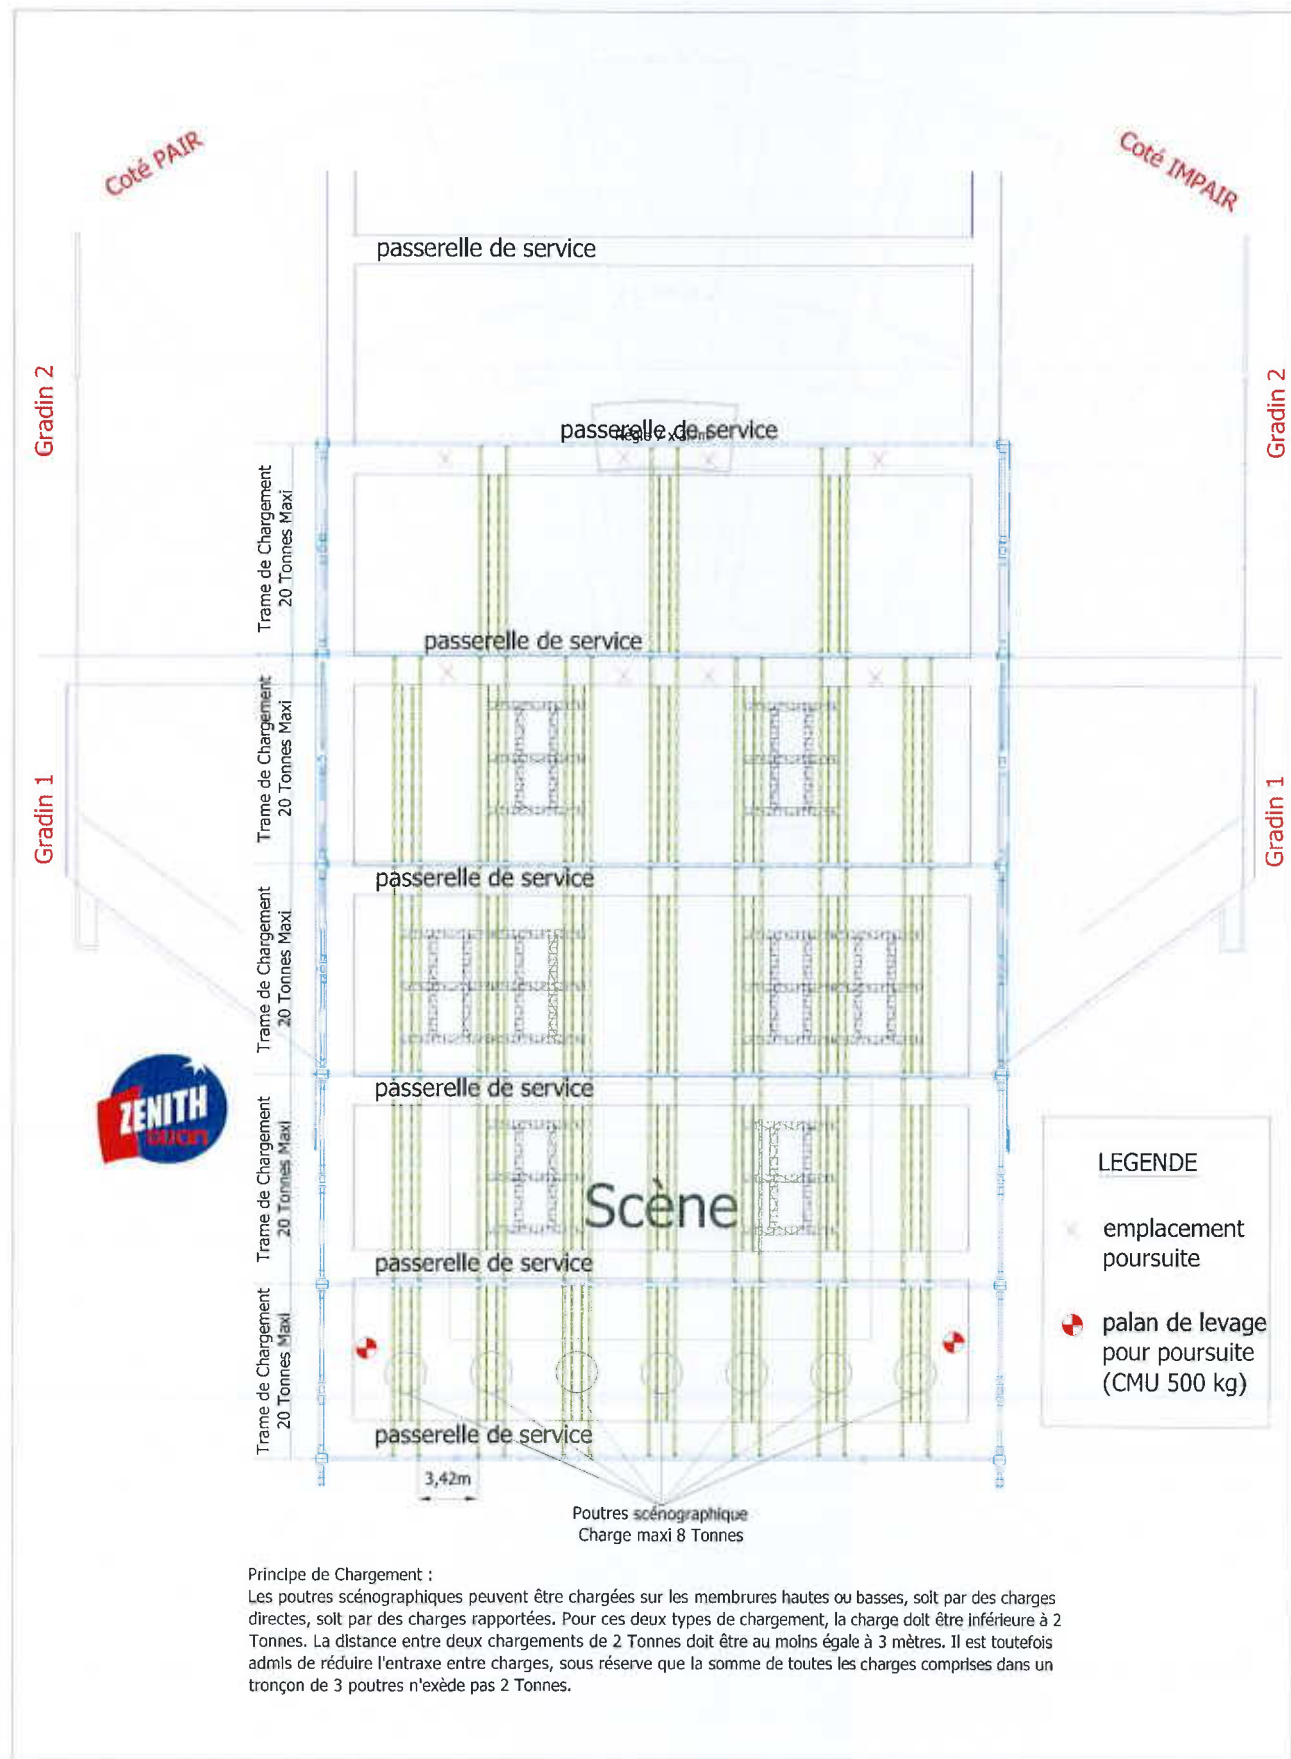 Coté PAIR
Coté IMPAIR
passerelle de service
Gradin 2
Gradin 2
passerelle de service
Trame de Chargement
20 Tonnes Maxi
passerelle de service
Trame de Chargement
20 Tonnes Maxi
Gradin 1
Gradin 1
passerelle de service
Trame de Chargement
20 Tonnes Maxi
passerelle de service
ZENITH
DIJON
Trame de Chargement
20 Tonnes Maxi
Scène
LEGENDE
emplacement
poursuite
passerelle de service
Trame de Chargement
20 Tonnes Maxi
palan de levage
pour poursuite
(CMU 500 kg)
passerelle de service
3,42m
Poutres scénographique
Charge maxi 8 Tonnes
Principe de Chargement :
Les poutres scénographiques peuvent être chargées sur les membrures hautes ou basses, soit par des charges
directes, soit par des charges rapportées. Pour ces deux types de chargement, la charge doit être inférieure à 2
Tonnes. La distance entre deux chargements de 2 Tonnes doit être au moins égale à 3 mètres. Il est toutefois
admis de réduire l'entraxe entre charges, sous réserve que la somme de toutes les charges comprises dans un
tronçon de 3 poutres n'exède pas 2 Tonnes.